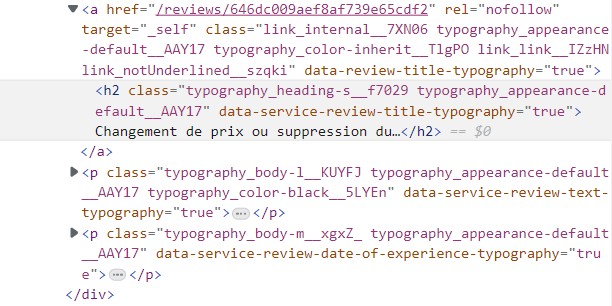 ▼<a href="/reviews/646dc009aef8af739e65cdf2" rel="nofollow"
target="_self" class="link_internal__7XN06 typography_appearance
-default__AAY17 typography_color-inherit__TlgPO link_link__IZzHN
link_notUnderlined__szqki" data-review-title-typography="true">
<h2 class="typography_heading-s__f7029 typography_appearance-d
efault__AAY17" data-service-review-title-typography="true">
Changement de prix ou suppression du…</h2> == $0
</a>
▶<p class="typography_body-l__KUYFJ typography_appearance-default
__AAY17 typography_color-black__5LYEn" data-service-review-text-
typography="true">…</p>
▶<p class="typography_body-m__xgxZ_ typography_appearance-default
__AAY17" data-service-review-date-of-experience-typography="tru
e">…</p>
</div>